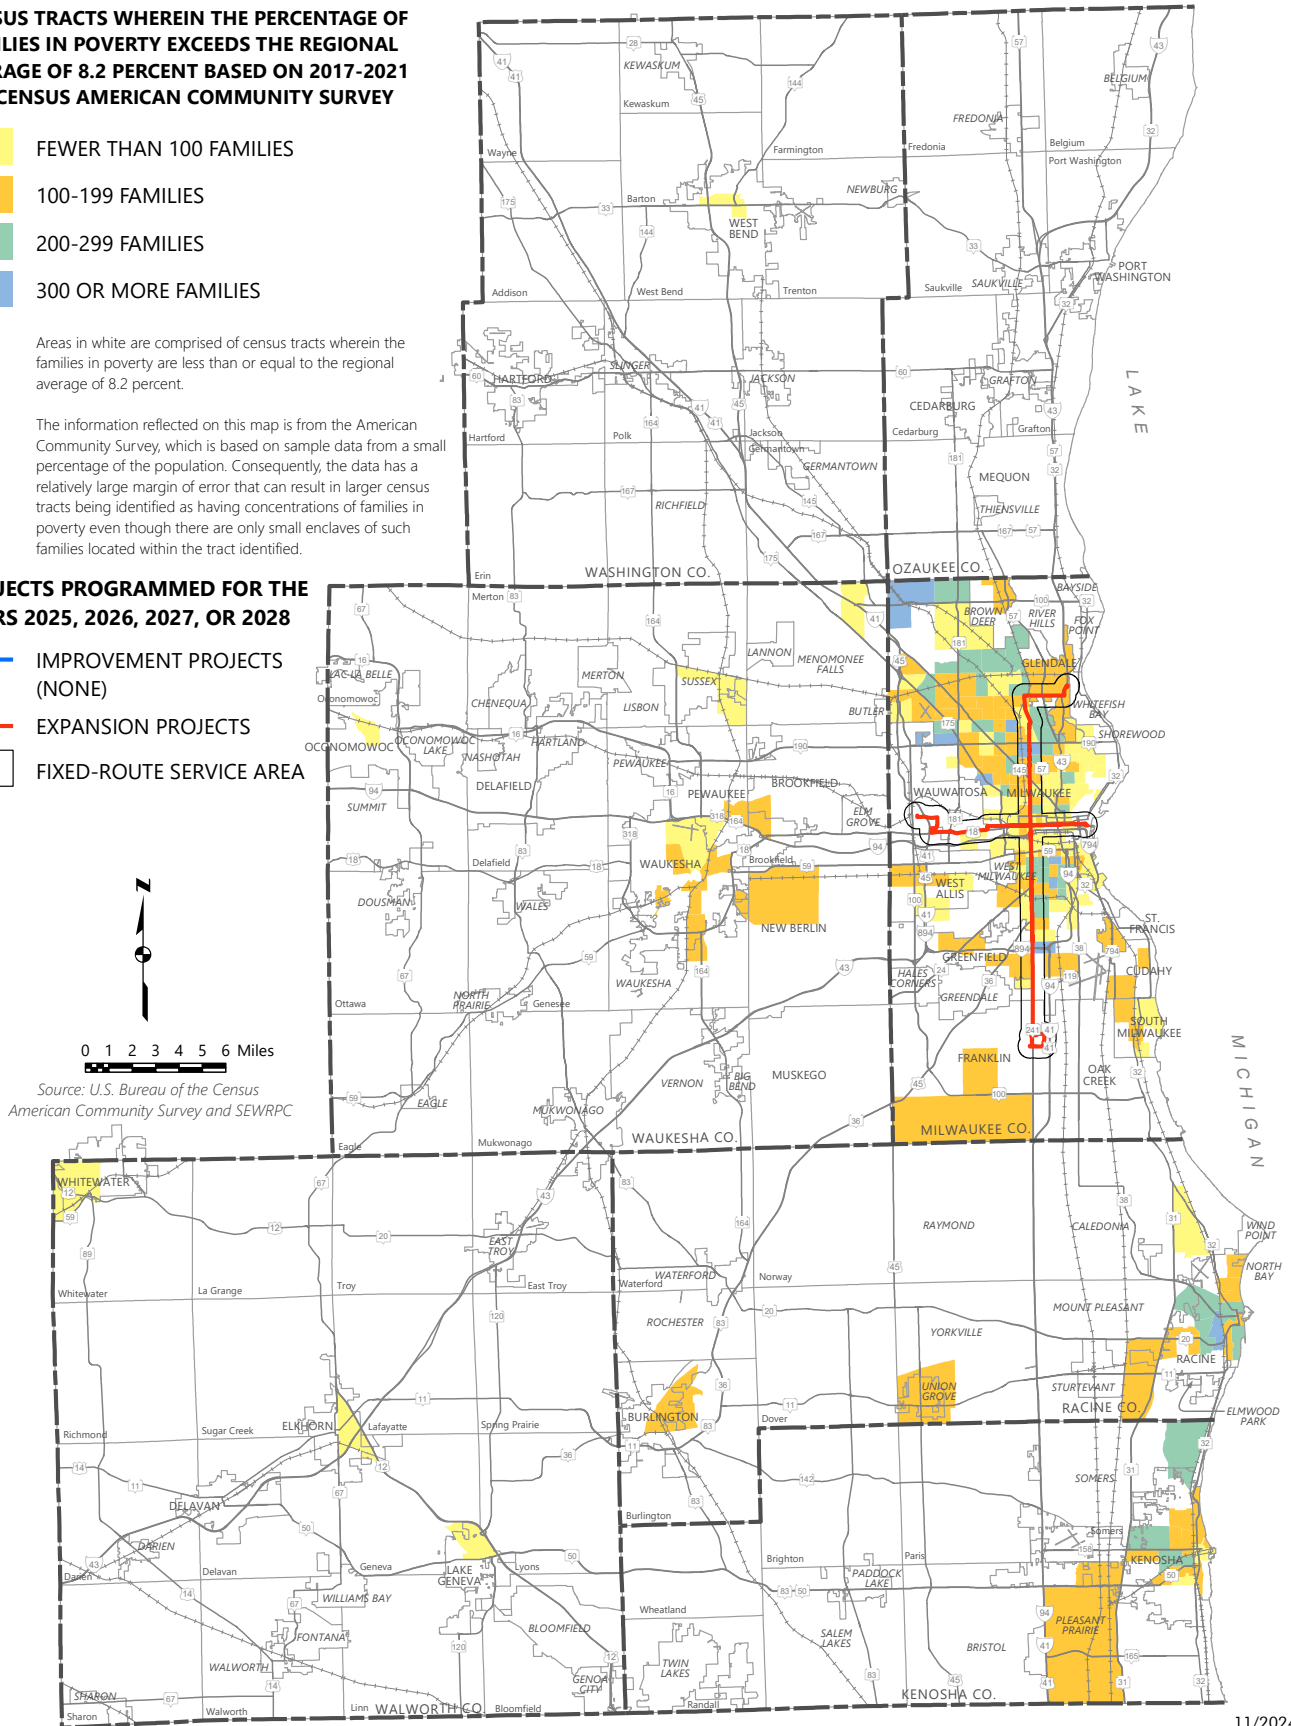 SUS TRACTS WHEREIN THE PERCENTAGE OF
ILIES IN POVERTY EXCEEDS THE REGIONAL
RAGE OF 8.2 PERCENT BASED ON 2017-2021
CENSUS AMERICAN COMMUNITY SURVEY
FEWER THAN 100 FAMILIES
100-199 FAMILIES
200-299 FAMILIES
300 OR MORE FAMILIES
Areas in white are comprised of census tracts wherein the
families in poverty are less than or equal to the regional
average of 8.2 percent.
The information reflected on this map is from the American
Community Survey, which is based on sample data from a small
percentage of the population. Consequently, the data has a
relatively large margin of error that can result in larger census
tracts being identified as having concentrations of families in
poverty even though there are only small enclaves of such
families located within the tract identified.
JECTS PROGRAMMED FOR THE
RS 2025, 2026, 2027, OR 2028
IMPROVEMENT PROJECTS
(NONE)
EXPANSION PROJECTS
FIXED-ROUTE SERVICE AREA
Z
0 1 2 3 4 5 6 Miles
Source: U.S. Bureau of the Census
American Community Survey and SEWRPC
KEWASKUM
Kewaskum
Wayne
Farmington
Barton
WEST
BEND
NEWBURG
Addison
West Bend
Trenton
HARTFORD
SLINGER
JACKSON
Hartford
Polk
Jackson
Germantown
GERMANTOWN
RICHFIELD
Erin
WASHINGTON CO.
BELGIUM
FREDONIA
Fredonia
Belgium
Port Washington
PORT
WASHINGTON
Saukville
SAUKVILLE
GRAFTON
CEDARBURG
Cedarburg
Grafton
MEQUON
THIENSVILLE
OZAUKEE CO.
LAKE
MICHIGAN
Merton
LAC LA BELLE
Oconomowoc
OCONOMOWOC
OCONOMOWOC
LAKE
CHENEQUA
MERTON
LISBON
SUSSEX
LANNON
MENOMONEE
FALLS
BUTLER
NASHOTAH
HARTLAND
PEWAUKEE
DELAFIELD
SUMMIT
PEWAUKEE
BROOKFIELD
ELM
GROVE
WAUKESHA
Brookfield
Delafield
DOUSMAN
WALES
NEW BERLIN
WAUKESHA
Ottawa
NORTH
PRAIRIE
Genesee
EAGLE
Eagle
MUKWONAGO
Mukwonago
VERNON
BIG
BEND
MUSKEGO
WAUKESHA CO.
BAYSIDE
BROWN
DEER
RIVER
HILLS
FOX
POINT
GLENDALE
WHITEFISH
BAY
SHOREWOOD
WAUWATOSA
MILWAUKEE
WEST
MILWAUKEE
WEST
ALLIS
ST.
FRANCIS
GREENFIELD
CUDAHY
HALES
CORNERS
GREENDALE
SOUTH
MILWAUKEE
FRANKLIN
OAK
CREEK
MILWAUKEE CO.
WHITEWATER
Whitewater
La Grange
Troy
EAST
TROY
East Troy
Richmond
Sugar Creek
ELKHORN
Lafayatte
Spring Prairie
DELAVAN
DARIEN
Darien
Delavan
Geneva
LAKE
GENEVA
Lyons
WILLIAMS BAY
FONTANA
WALWORTH
SHARON
Sharon
Walworth
Linn
WALWORTH CO.
Bloomfield
BLOOMFIELD
GENOA
CITY
WATERFORD
Waterford
Norway
RAYMOND
CALEDONIA
WIND
POINT
NORTH
BAY
ROCHESTER
YORKVILLE
MOUNT PLEASANT
RACINE
UNION
GROVE
STURTEVANT
BURLINGTON
Dover
RACINE CO.
ELMWOOD
PARK
Burlington
SOMERS
Somers
KENOSHA
Brighton
Paris
PADDOCK
LAKE
Wheatland
SALEM
LAKES
BRISTOL
PLEASANT
PRAIRIE
TWIN
LAKES
Randall
KENOSHA CO.
11/2024